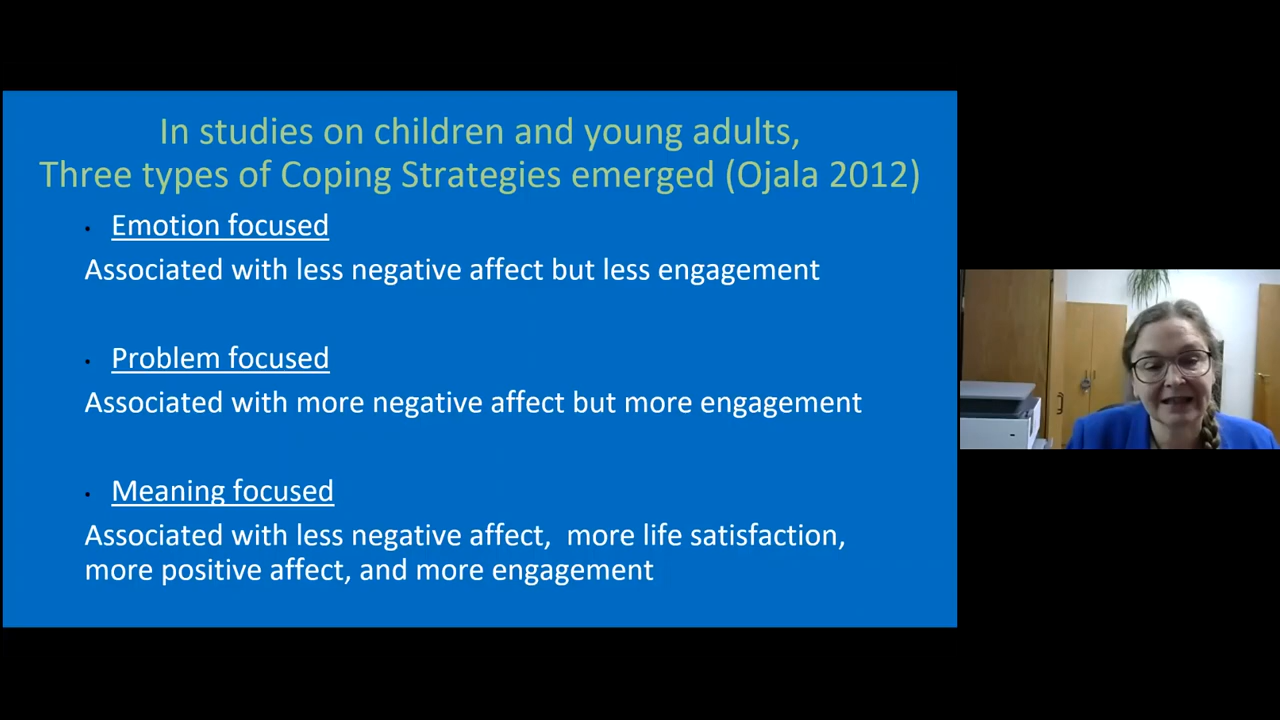 In studies on children and young adults,
Three types of Coping Strategies emerged (Ojala 2012)
• Emotion focused
Associated with less negative affect but less engagement
• Problem focused
Associated with more negative affect but more engagement
• Meaning focused
Associated with less negative affect,  more life satisfaction,
more positive affect, and more engagement